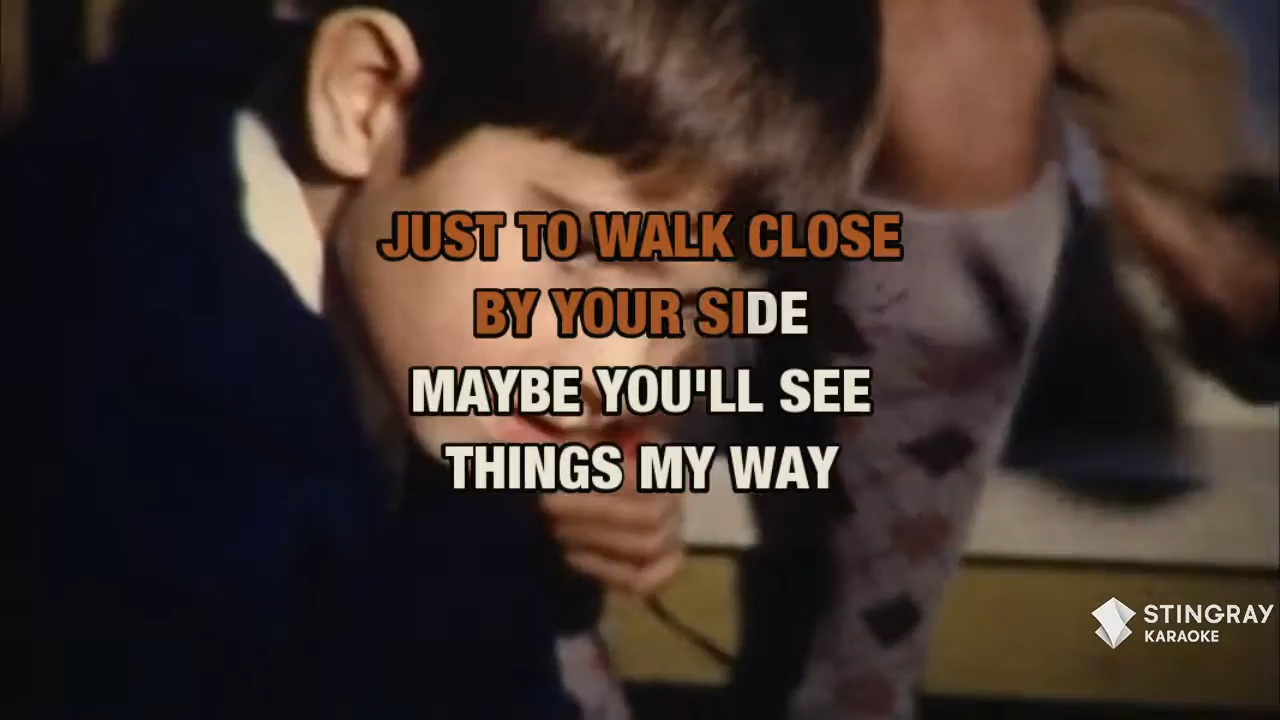 JUST TO WALK CLOSE
BY YOUR SIDE
MAYBE YOU'LL SEE
THINGS MY WAY
STINGRAY
KARAOKE